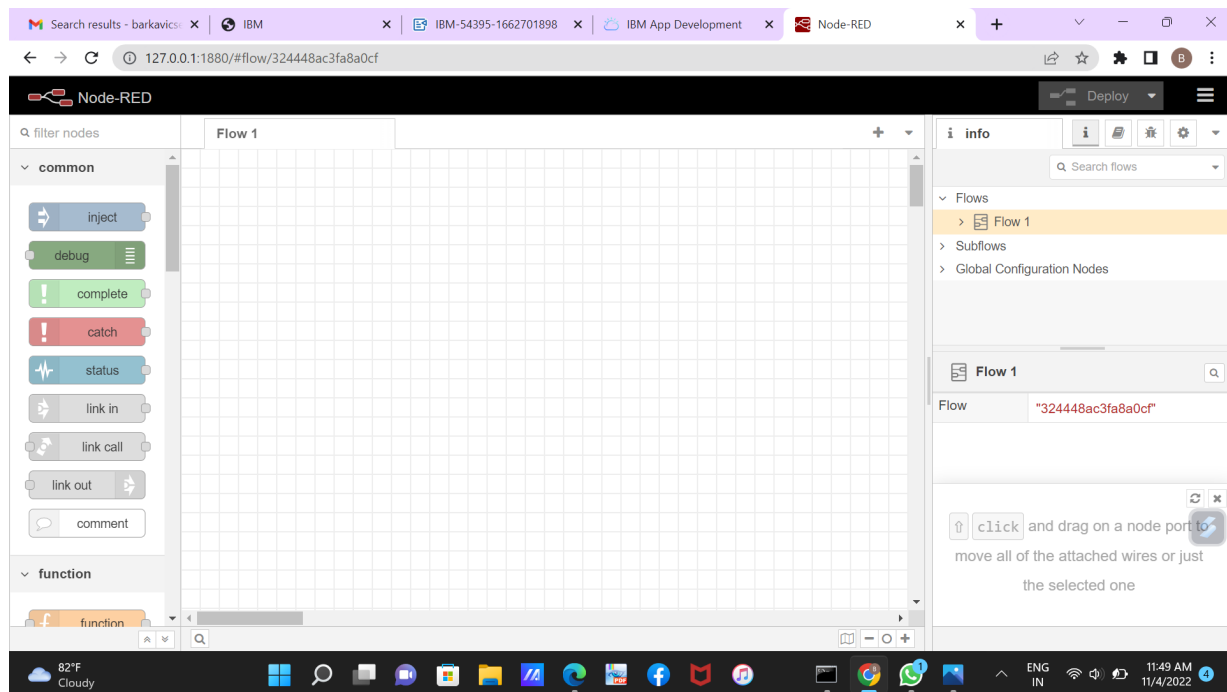 Search results - barkavicse
IBM
IBM-54395-1662701898
IBM App Development
Node-RED
127.0.0.1:1880/#flow/324448ac3fa8a0cf
B
Node-RED
Deploy
filter nodes
Flow 1
i info
i
common
Search flows
inject
Flows
Flow 1
debug
Subflows
Global Configuration Nodes
complete
catch
status
Flow 1
link in
Flow
"324448ac3fa8a0cf"
link call
link out
comment
click and drag on a node port to
move all of the attached wires or just
the selected one
function
function
82°F
Cloudy
1
ENG
IN
11:49 AM
11/4/2022
4